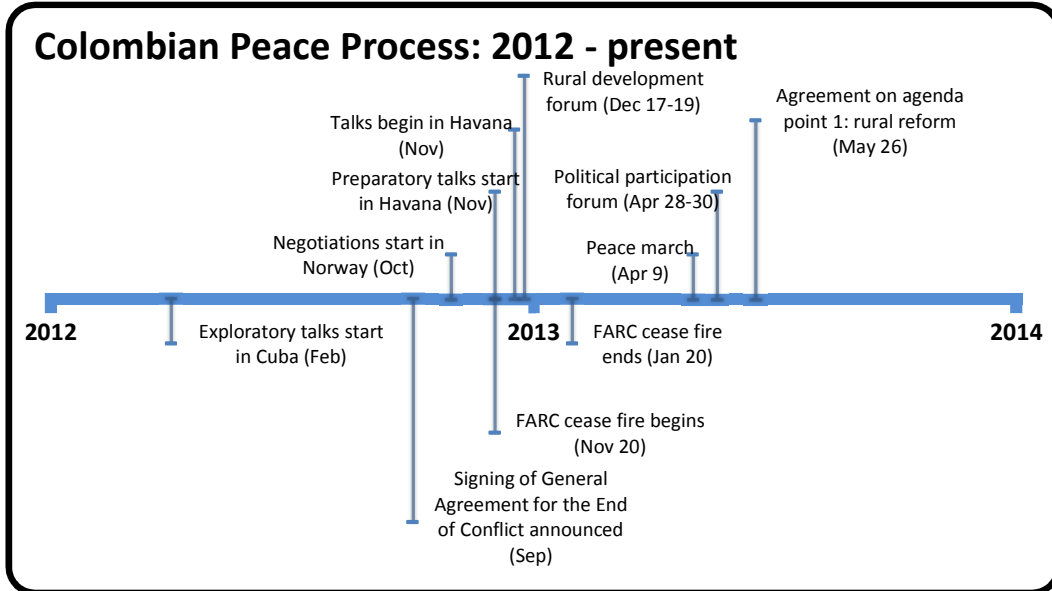 Colombian Peace Process: 2012 - present
Rural development
forum (Dec 17-19)
Agreement on agenda
point 1: rural reform
(May 26)
Talks begin in Havana
(Nov)
Preparatory talks start
in Havana (Nov)
Political participation
forum (Apr 28-30)
Negotiations start in
Norway (Oct)
Peace march
(Apr 9)
2012
2013
2014
Exploratory talks start
in Cuba (Feb)
FARC cease fire
ends (Jan 20)
FARC cease fire begins
(Nov 20)
Signing of General
Agreement for the End
of Conflict announced
(Sep)